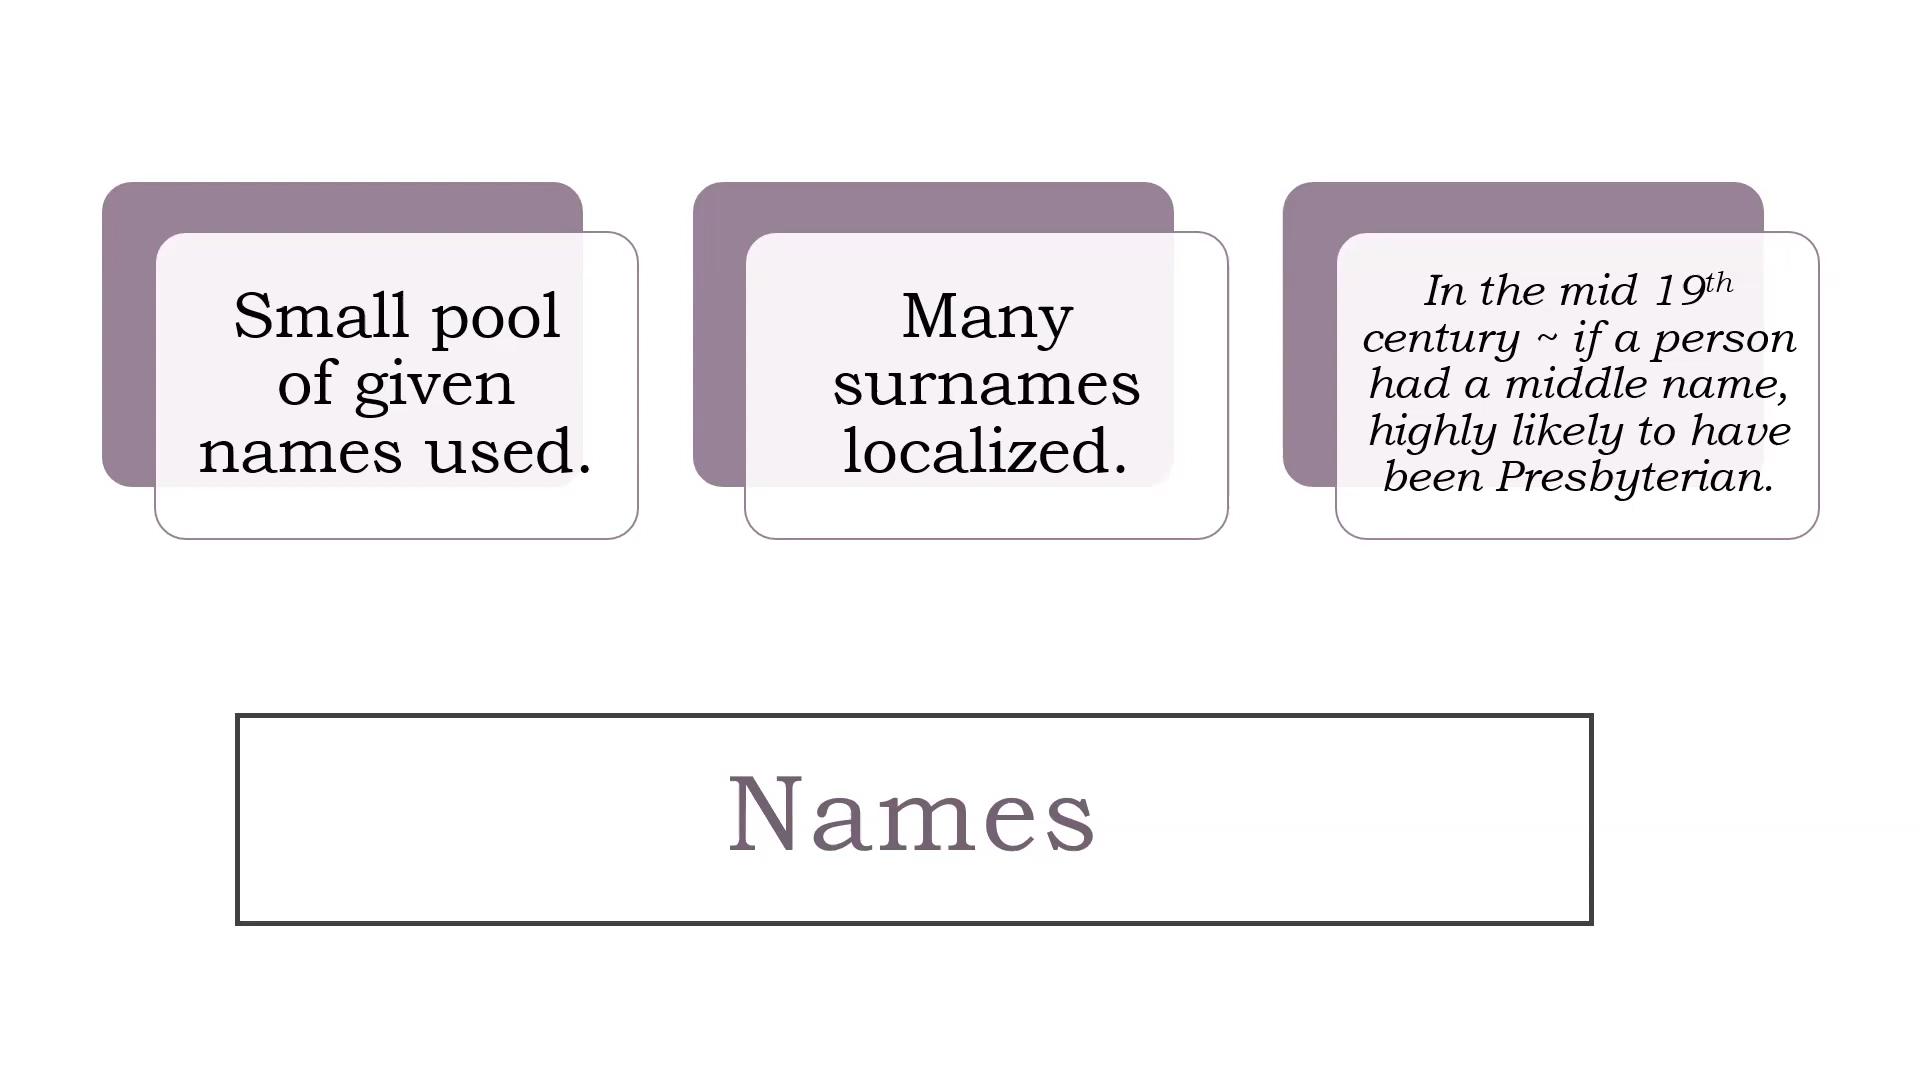 Small pool
of given
names used.
Many
surnames
localized.
In the mid 19th
century ~ if a person
had a middle name,
highly likely to have
been Presbyterian.
Names